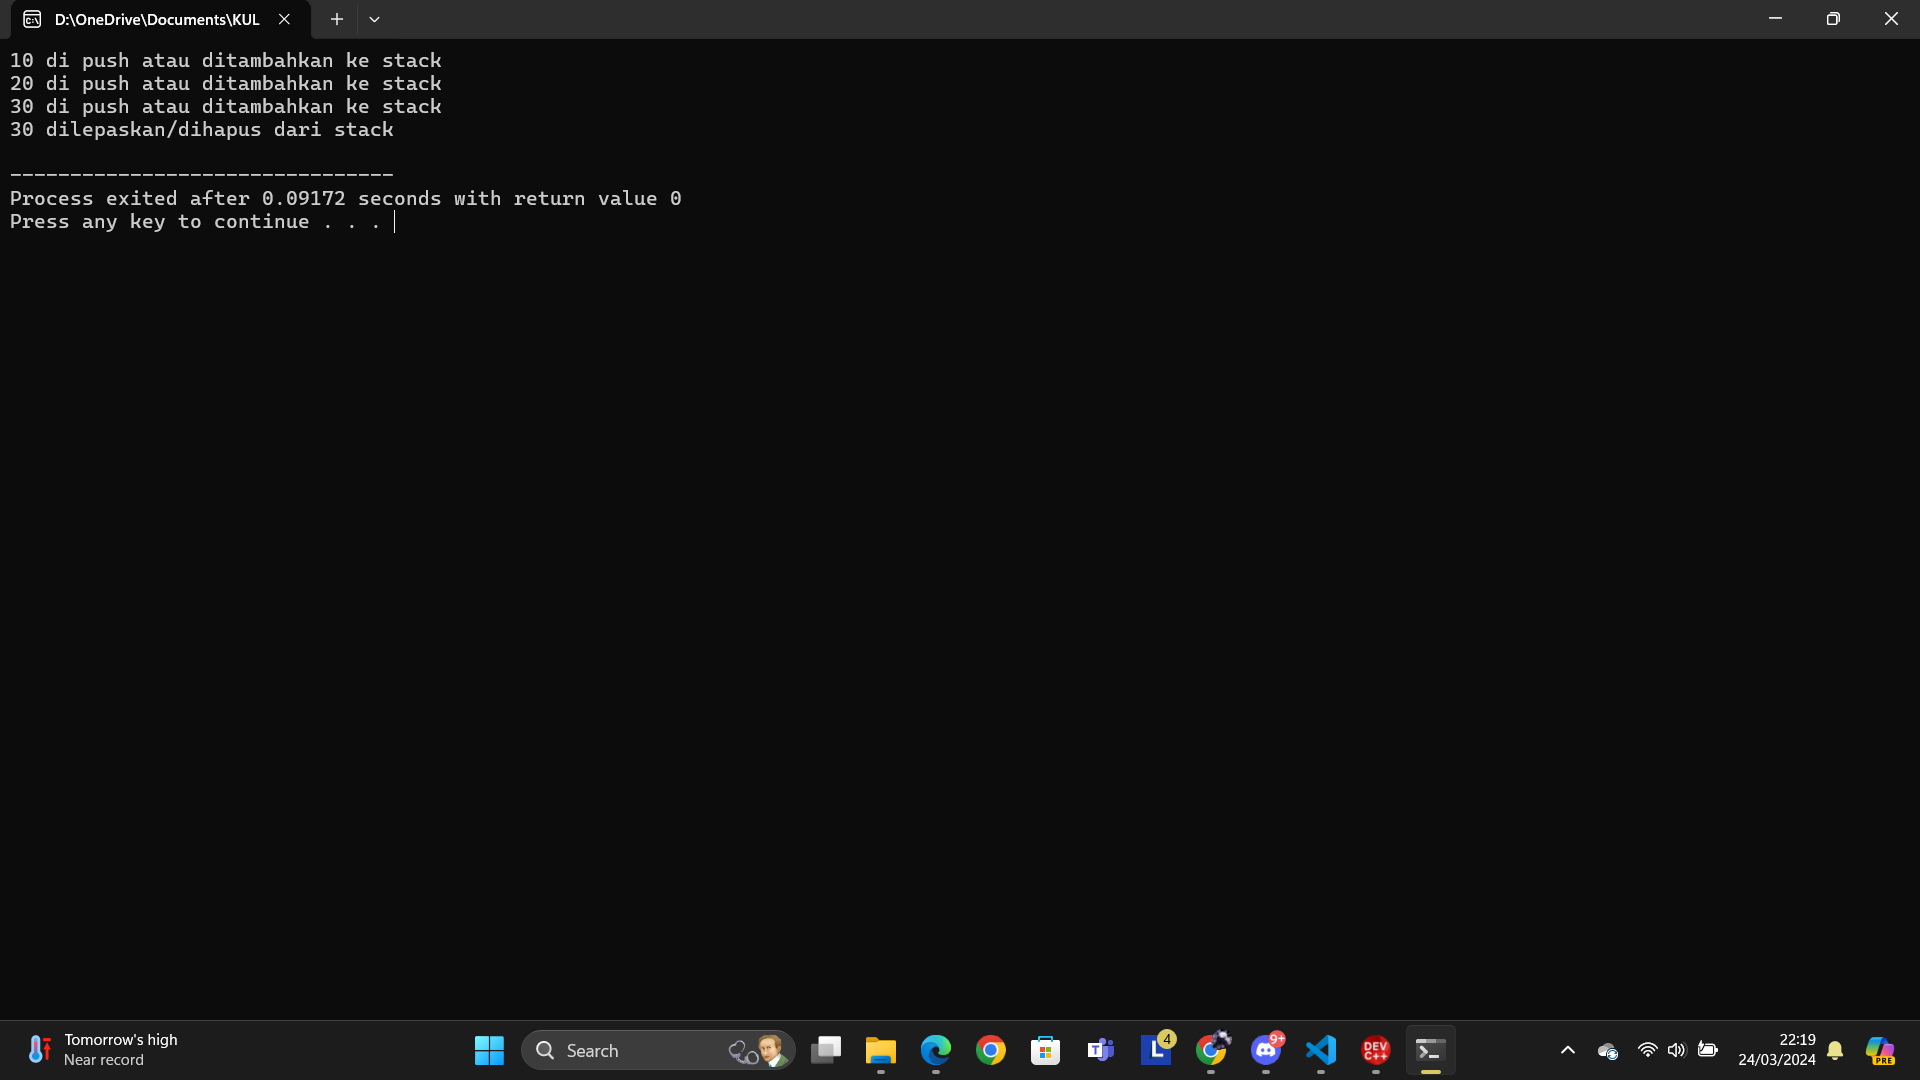 D:\OneDrive\Documents\KUL
10 di push atau ditambahkan ke stack
20 di push atau ditambahkan ke stack
30 di push atau ditambahkan ke stack
30 dilepaskan/dihapus dari stack
--------------------------------
Process exited after 0.09172 seconds with return value 0
Press any key to continue . . .
Tomorrow's high
Near record
Search
T
L
4
9+
DEV
C++
22:19
24/03/2024
PRE